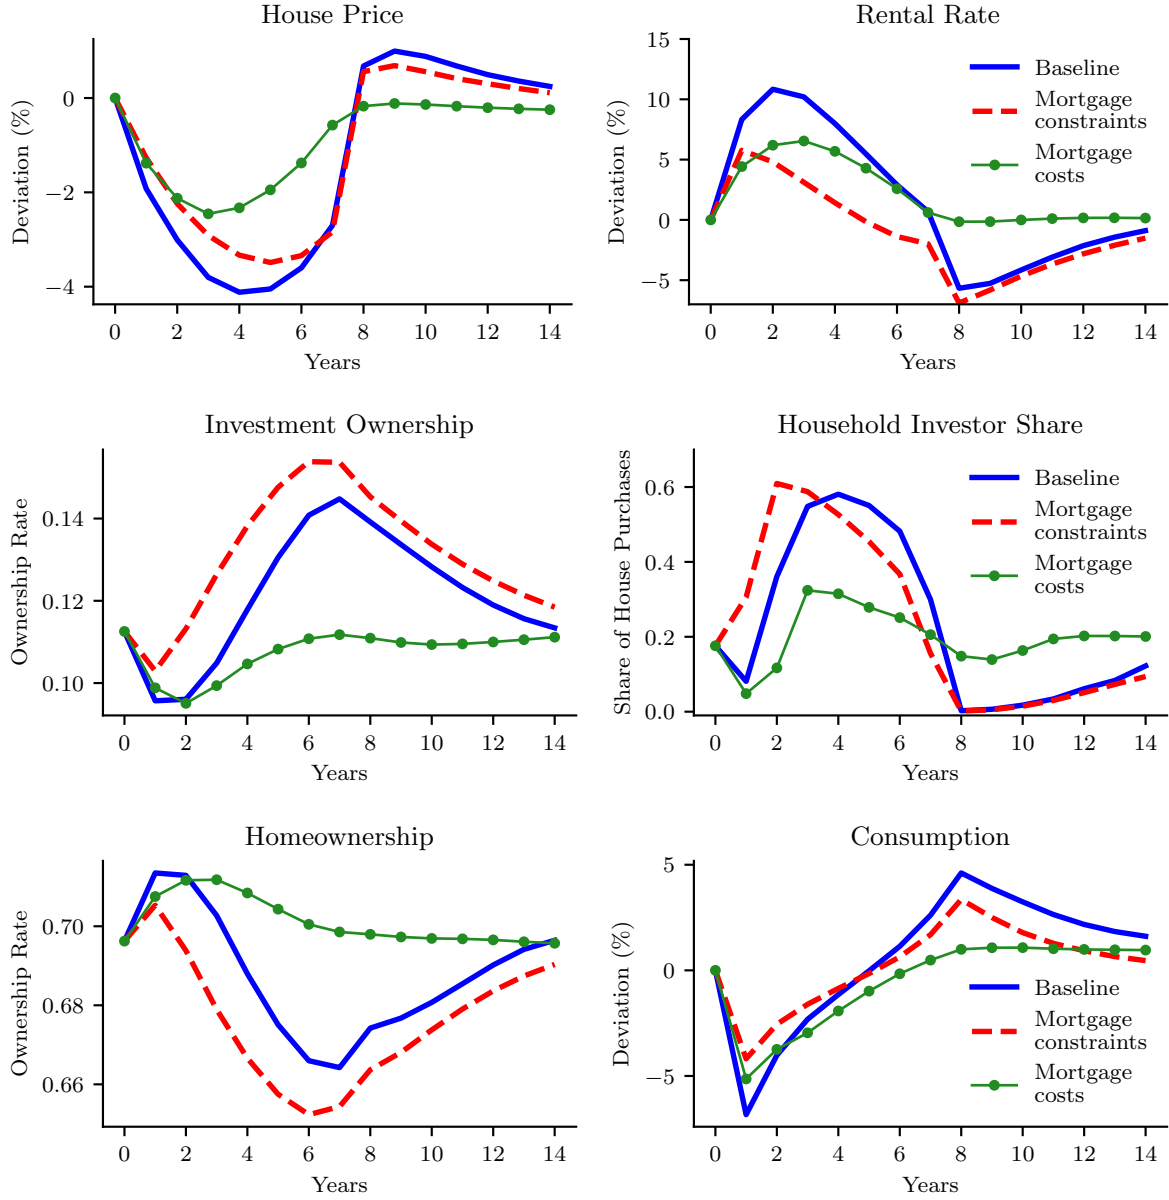 House Price
Deviation (%)
0
−2
−4
0 2 4 6 8 10 12 14
Years
Rental Rate
Deviation (%)
15
10
5
0
−5
Baseline
Mortgage
constraints
Mortgage
costs
0 2 4 6 8 10 12 14
Years
Investment Ownership
Ownership Rate
0.14
0.12
0.10
0 2 4 6 8 10 12 14
Years
Household Investor Share
Share of House Purchases
0.6
0.4
0.2
0.0
Baseline
Mortgage
constraints
Mortgage
costs
0 2 4 6 8 10 12 14
Years
Homeownership
Ownership Rate
0.70
0.68
0.66
0 2 4 6 8 10 12 14
Years
Consumption
Deviation (%)
5
0
−5
Baseline
Mortgage
constraints
Mortgage
costs
0 2 4 6 8 10 12 14
Years